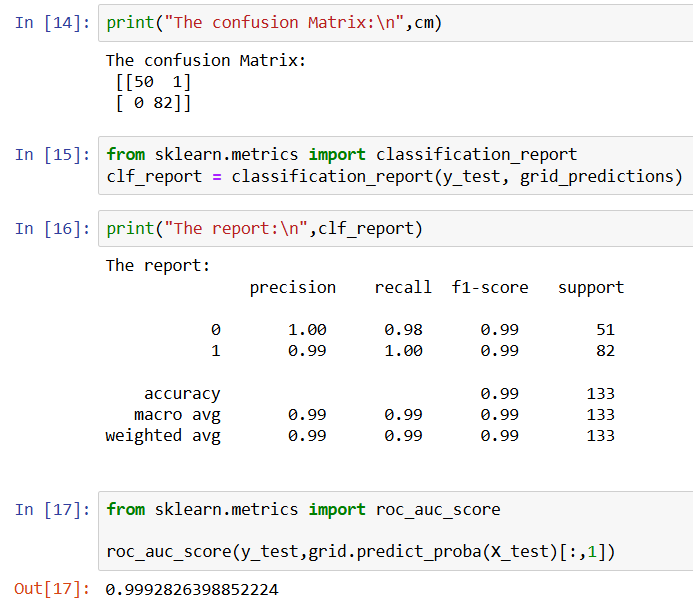 In [14]: print("The confusion Matrix:\n",cm)
The confusion Matrix:
[[50  1]
[ 0 82]]
In [15]: from sklearn.metrics import classification_report
clf_report = classification_report(y_test, grid_predictions)
In [16]: print("The report:\n",clf_report)
The report:
precision recall f1-score support
0 1.00 0.98 0.99 51
1 0.99 1.00 0.99 82
accuracy 0.99 133
macro avg 0.99 0.99 0.99 133
weighted avg 0.99 0.99 0.99 133
In [17]: from sklearn.metrics import roc_auc_score
roc_auc_score(y_test,grid.predict_proba(X_test)[:,1])
Out[17]: 0.9992826398852224